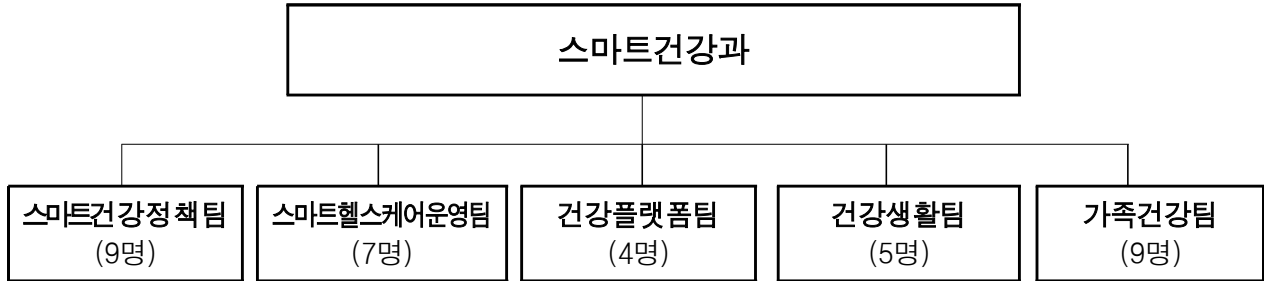 스마트건강과
스마트건강정책팀
(9명)
스마트헬스케어운영팀
(7명)
건강플랫폼팀
(4명)
건강생활팀
(5명)
가족건강팀
(9명)